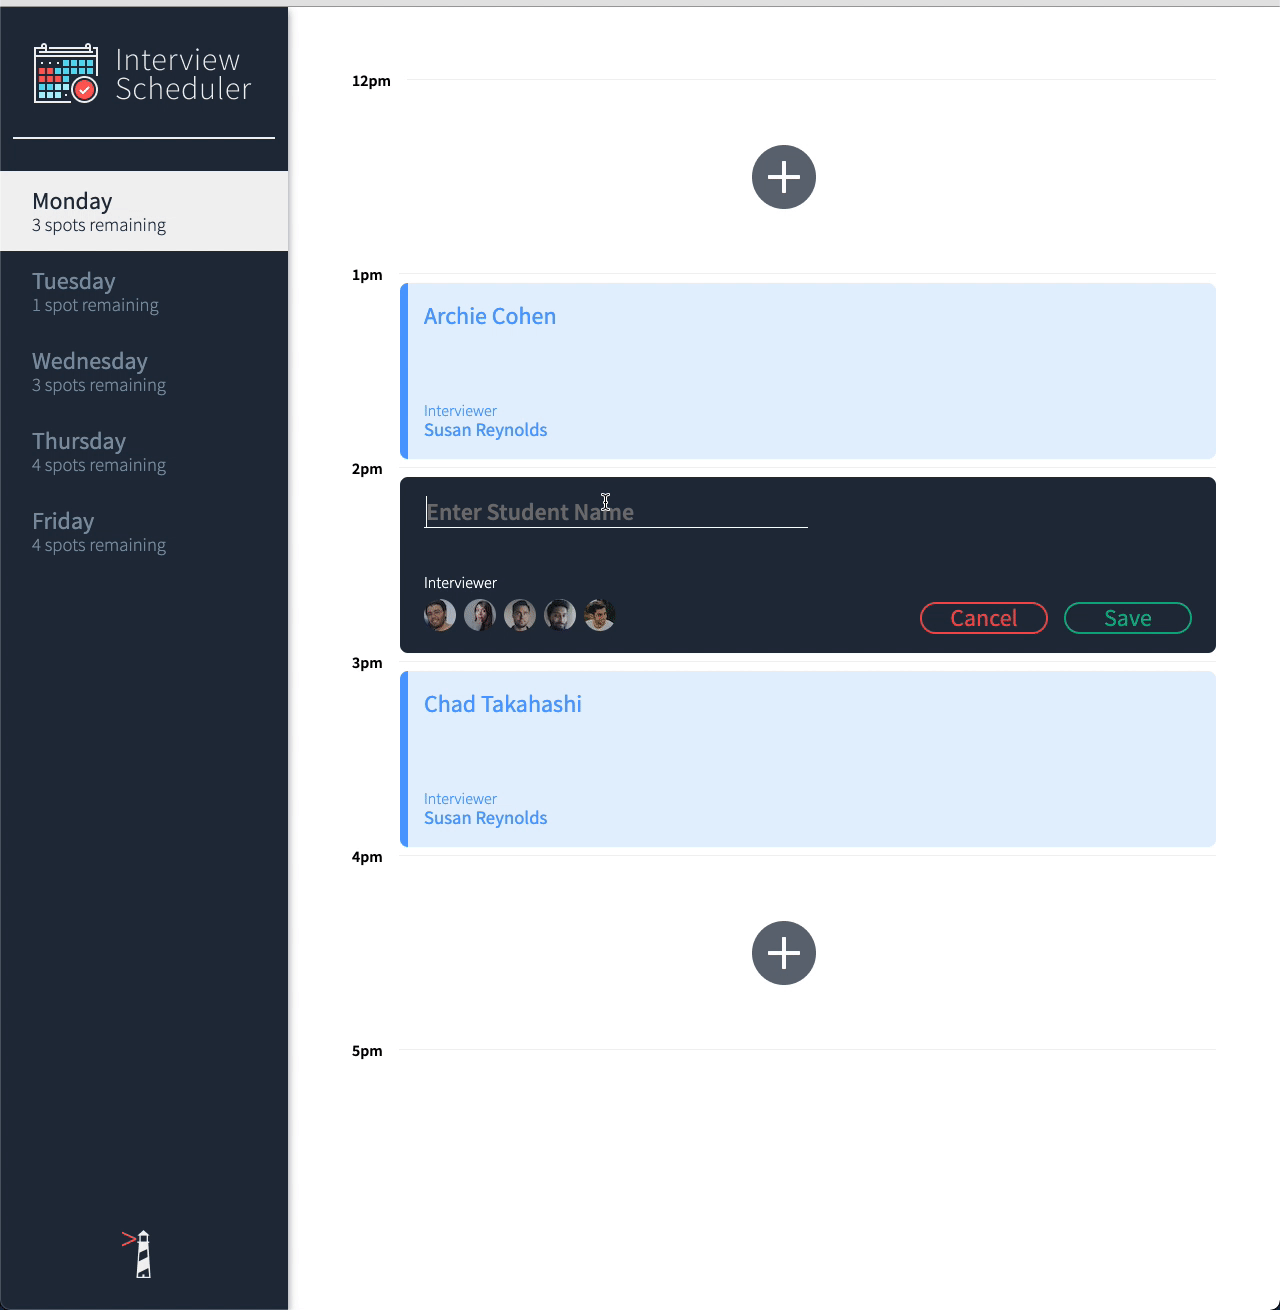 Interview
Scheduler
Monday
3 spots remaining
Tuesday
1 spot remaining
Wednesday
3 spots remaining
Thursday
4 spots remaining
Friday
4 spots remaining
12pm
1pm
Archie Cohen
Interviewer
Susan Reynolds
2pm
Enter Student Name
Interviewer
Cancel
Save
3pm
Chad Takahashi
Interviewer
Susan Reynolds
4pm
5pm